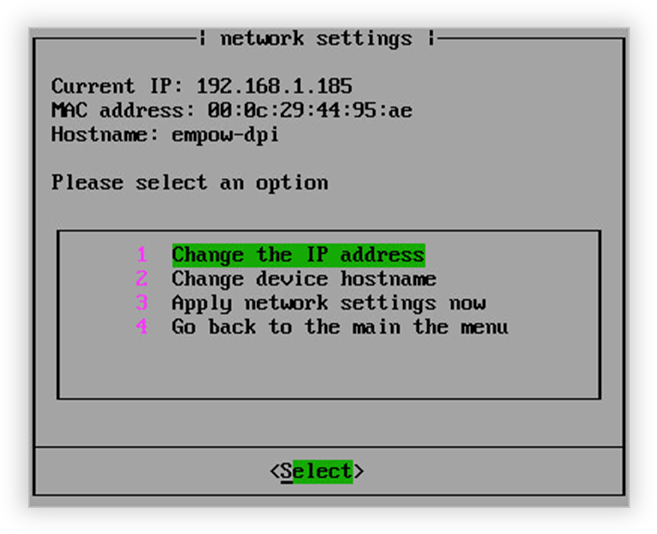 network settings
Current IP: 192.168.1.185
MAC address: 00:0c:29:44:95:ae
Hostname: empow-dpi
Please select an option
1 Change the IP address
2 Change device hostname
3 Apply network settings now
4 Go back to the main the menu
<Select>